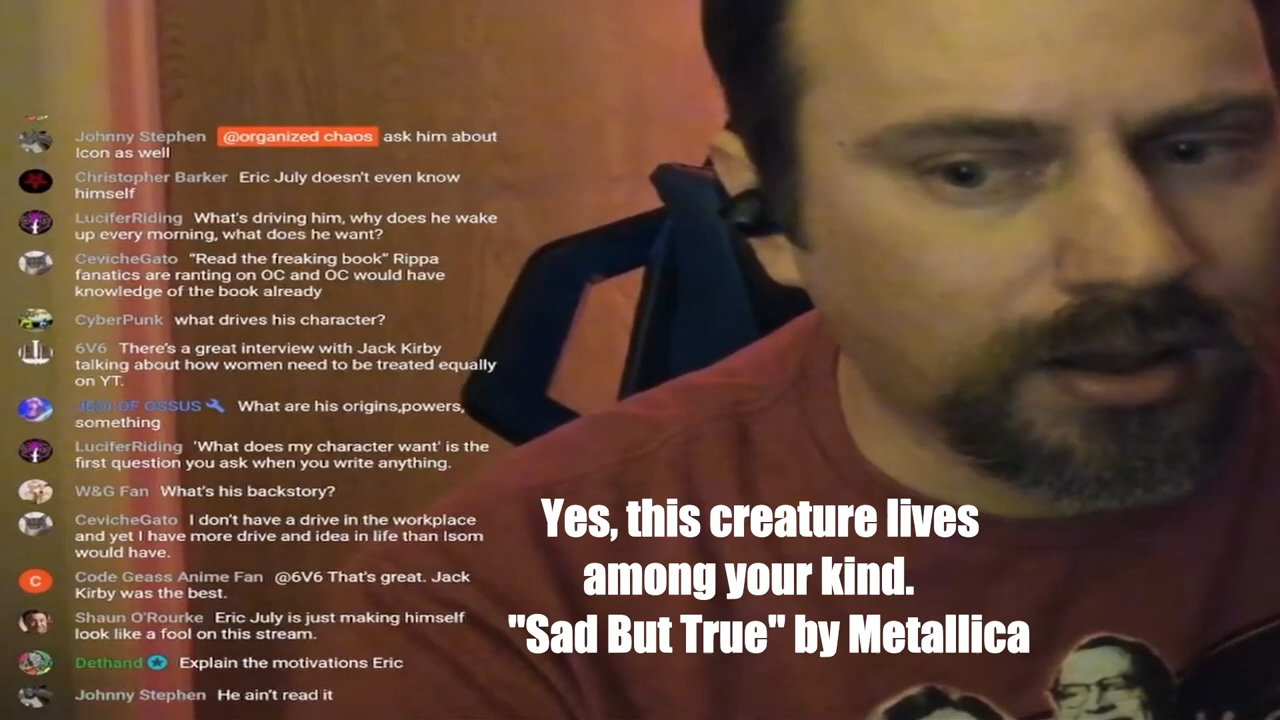 Johnny Stephen @organized chaos ask him about
Icon as well
Christopher Barker Eric July doesn't even know
himself
LuciferRiding What's driving him, why does he wake
up every morning, what does he want?
CevicheGato "Read the freaking book" Rippa
fanatics are ranting on OC and OC would have
knowledge of the book already
CyberPunk what drives his character?
6V6 There's a great interview with Jack Kirby
talking about how women need to be treated equally
on YT.
JEDI OF OSSUS What are his origins,powers,
something
LuciferRiding 'What does my character want' is the
first question you ask when you write anything.
W&G Fan What's his backstory?
CevicheGato I don't have a drive in the workplace
and yet I have more drive and idea in life than Isom
would have.
C Code Geass Anime Fan @6V6 That's great. Jack
Kirby was the best.
Shaun O'Rourke Eric July is just making himself
look like a fool on this stream.
Dethand Explain the motivations Eric
Johnny Stephen He ain't read it
Yes, this creature lives
among your kind.
"Sad But True" by Metallica